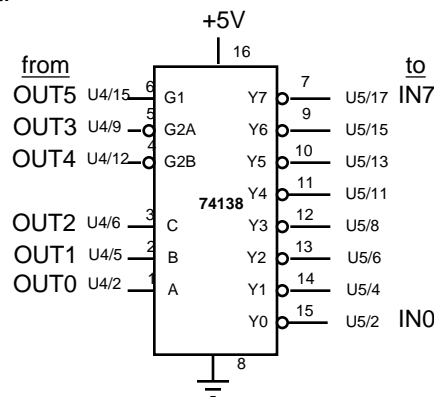 +5V
16
from
to
OUT5 U4/15 6 G1 Y7 7 U5/17 IN7
OUT3 U4/9 5 G2A Y6 9 U5/15
OUT4 U4/12 4 G2B Y5 10 U5/13
Y4 11 U5/11
74138
OUT2 U4/6 3 C Y3 12 U5/8
OUT1 U4/5 2 B Y2 13 U5/6
OUT0 U4/2 1 A Y1 14 U5/4
Y0 15 U5/2 IN0
8